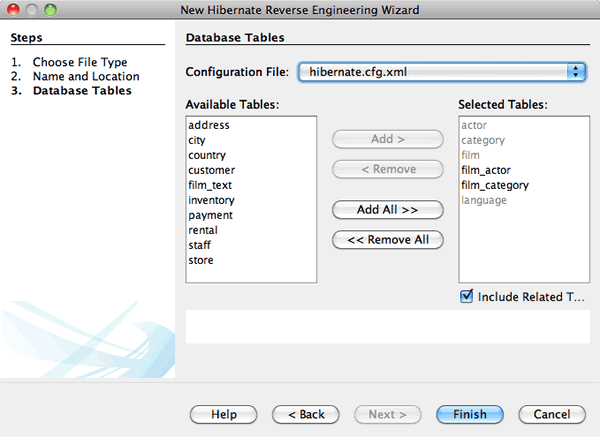 New Hibernate Reverse Engineering Wizard
Steps
1. Choose File Type
2. Name and Location
3. Database Tables
Database Tables
Configuration File: hibernate.cfg.xml
Available Tables:
address
city
country
customer
film_text
inventory
payment
rental
staff
store
Add >
< Remove
Add All >>
<< Remove All
Selected Tables:
actor
category
film
film_actor
film_category
language
Include Related T...
Help
< Back
Next >
Finish
Cancel